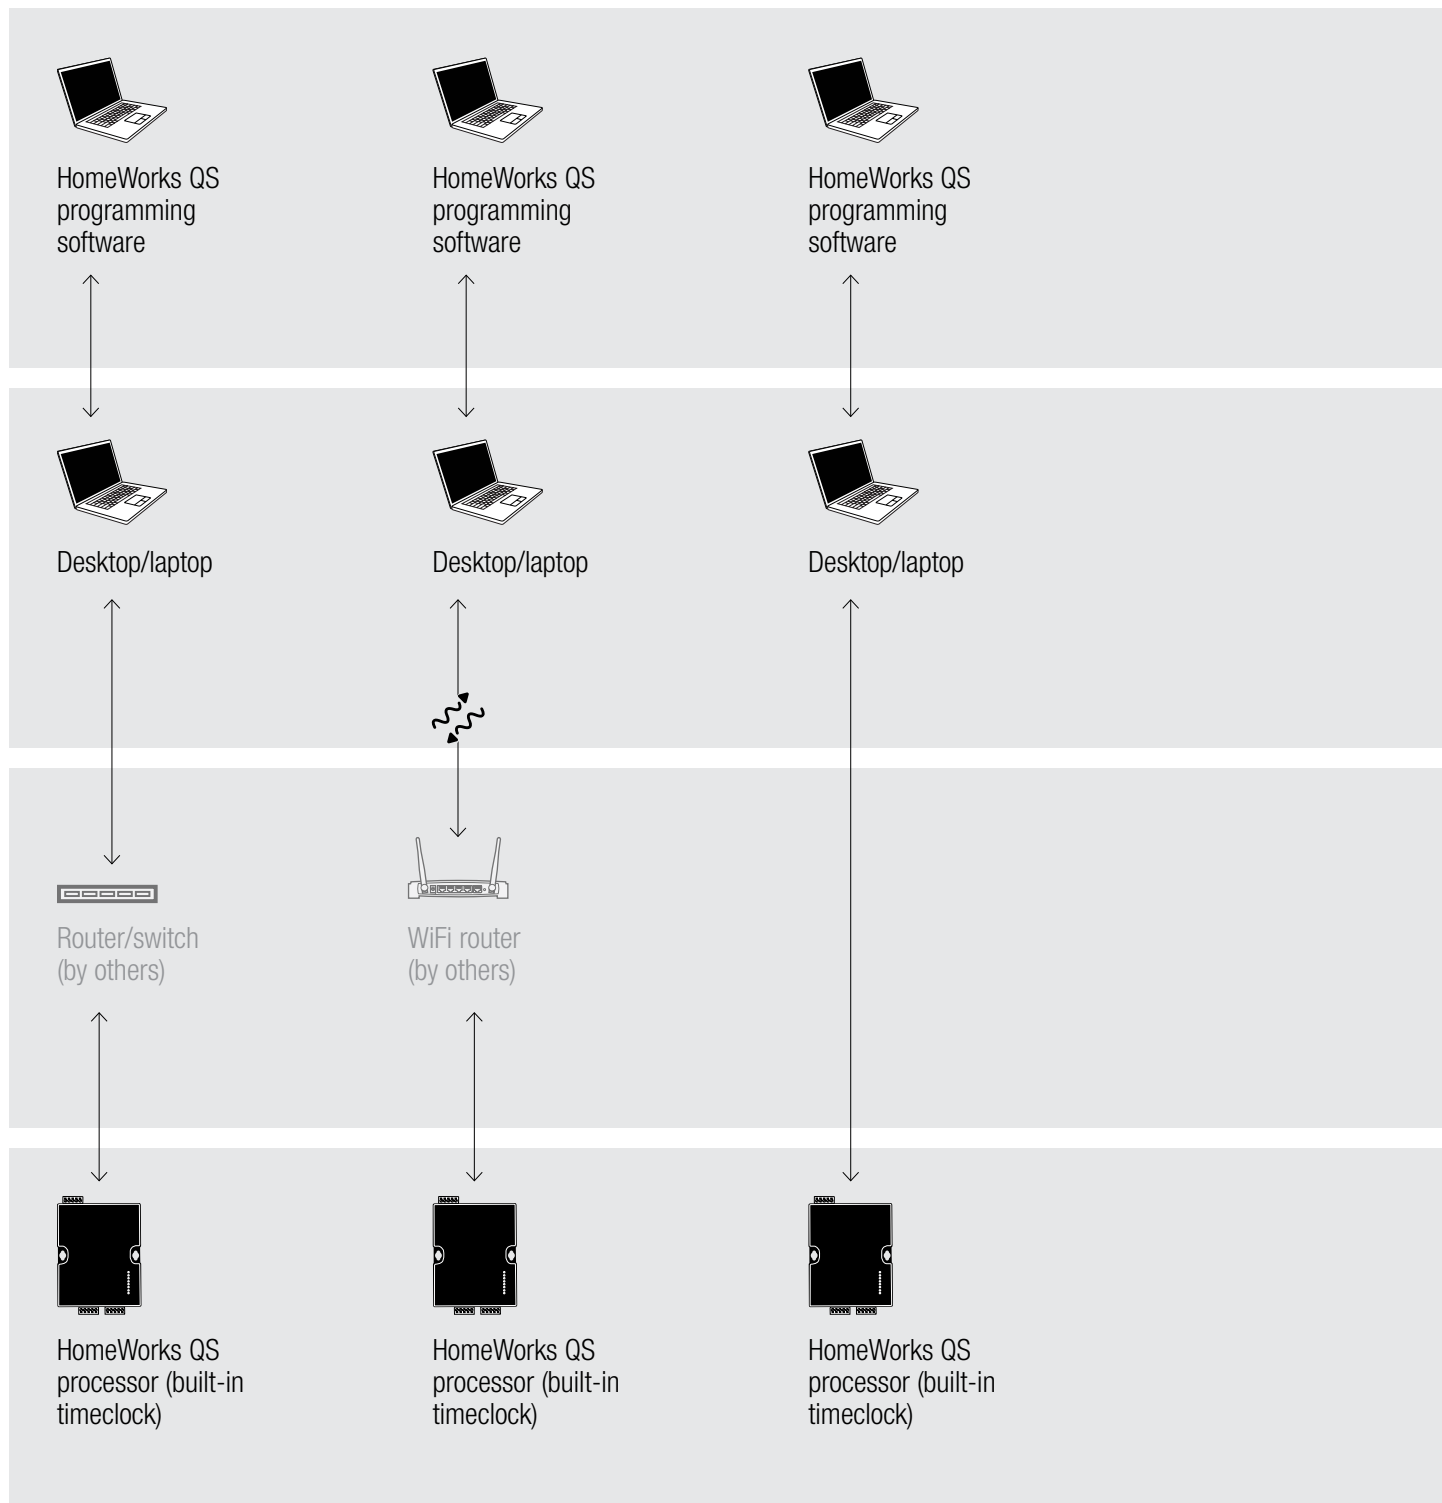 HomeWorks QS
programming
software
HomeWorks QS
programming
software
HomeWorks QS
programming
software
Desktop/laptop
Desktop/laptop
Desktop/laptop
Router/switch
(by others)
WiFi router
(by others)
HomeWorks QS
processor (built-in
timeclock)
HomeWorks QS
processor (built-in
timeclock)
HomeWorks QS
processor (built-in
timeclock)